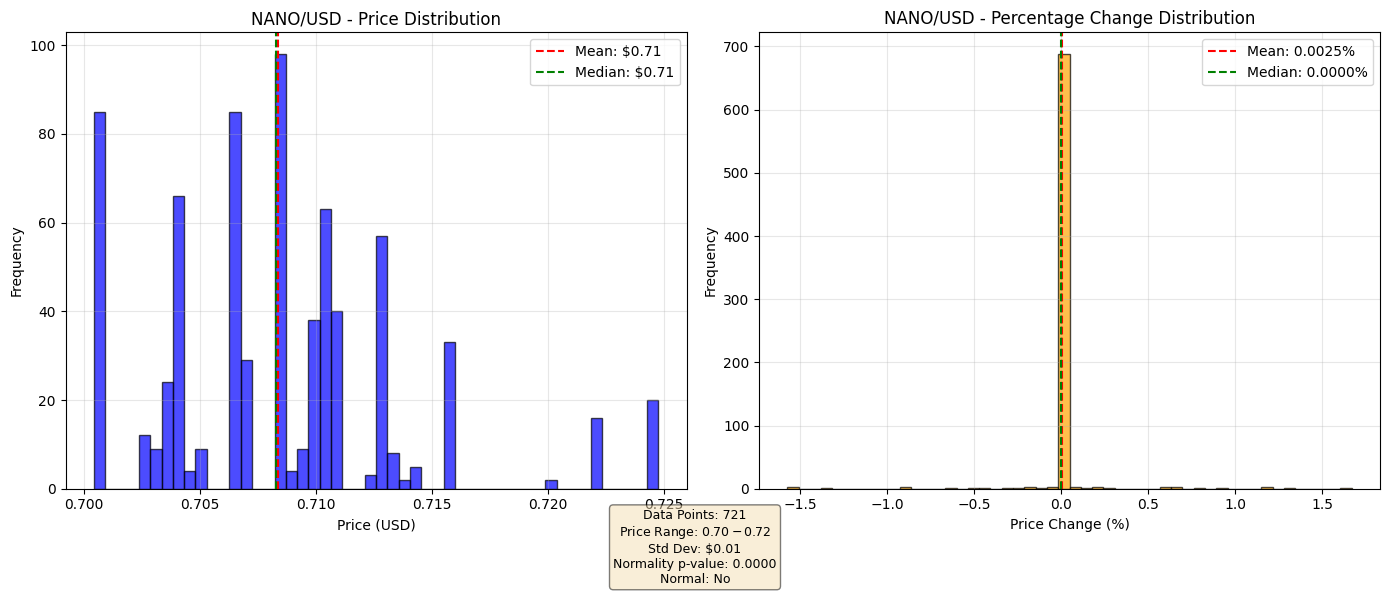 NANO/USD - Price Distribution
Mean: $0.71
Median: $0.71
Frequency
100
80
60
40
20
0
0.700
0.705
0.710
0.715
0.720
0.725
Price (USD)
NANO/USD - Percentage Change Distribution
Mean: 0.0025%
Median: 0.0000%
Frequency
700
600
500
400
300
200
100
0
−1.5
−1.0
−0.5
0.0
0.5
1.0
1.5
Price Change (%)
Data Points: 721
Price Range: 0.70 − 0.72
Std Dev: $0.01
Normality p-value: 0.0000
Normal: No